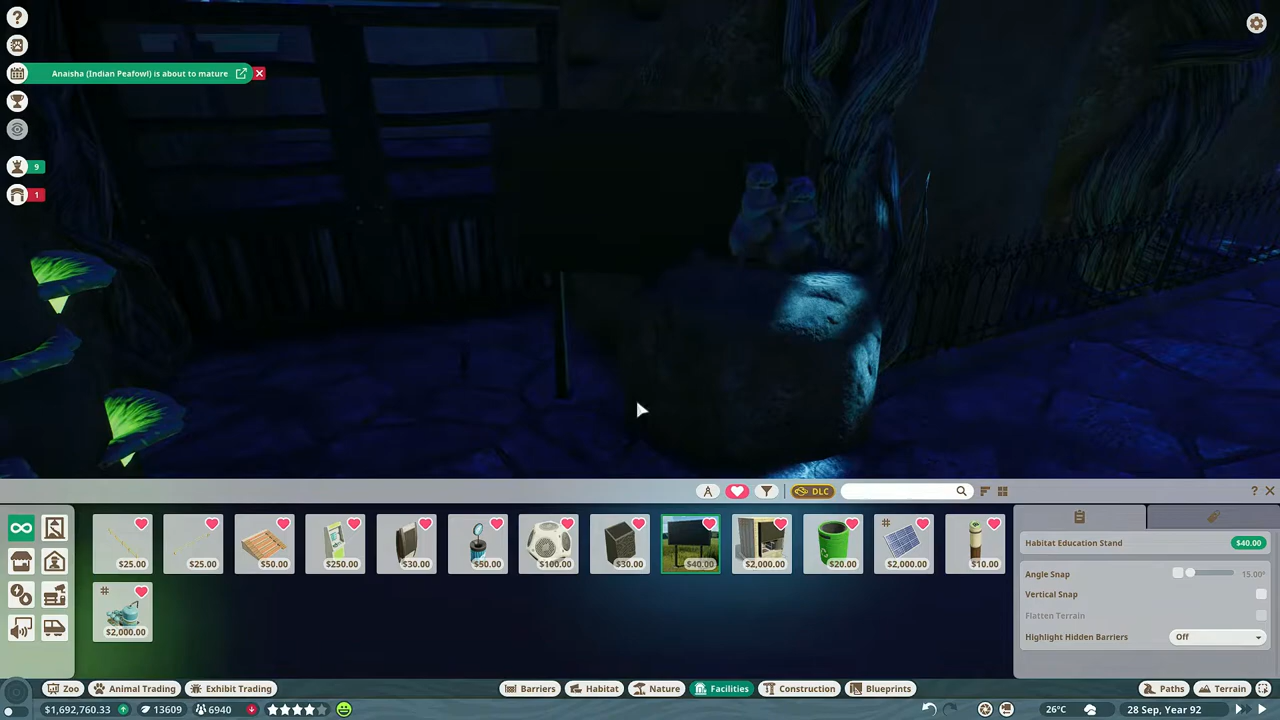 ?
Anaisha (Indian Peafowl) is about to mature
9
1
DLC
? 
$25.00
$25.00
$50.00
$250.00
$30.00
$50.00
$100.00
$30.00
$40.00
$2,000.00
$20.00
# $2,000.00
$10.00
# $2,000.00
Habitat Education Stand $40.00
Angle Snap 15.00°
Vertical Snap
Flatten Terrain
Highlight Hidden Barriers Off
Zoo Animal Trading Exhibit Trading Barriers Habitat Nature Facilities Construction Blueprints Paths Terrain
$1,692,760.33 13609 6940 26°C 28 Sep, Year 92